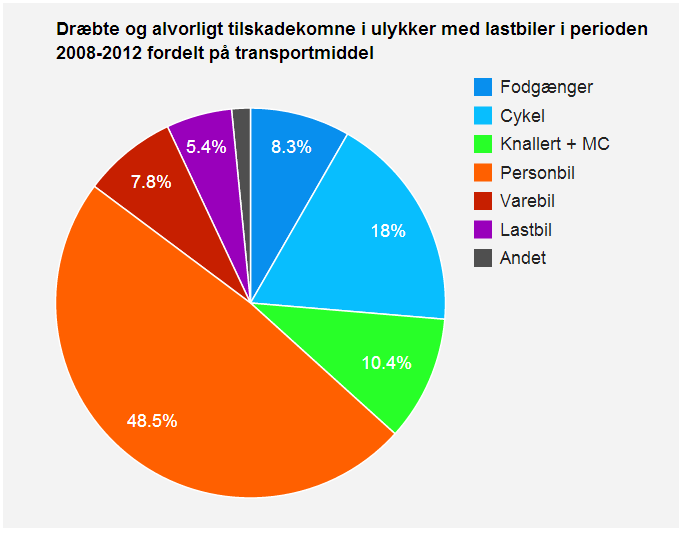 Dræbte og alvorligt tilskadekomne i ulykker med lastbiler i perioden
2008-2012 fordelt på transportmiddel
Fodgænger
Cykel
Knallert + MC
Personbil
Varebil
Lastbil
Andet
8.3%
18%
10.4%
48.5%
7.8%
5.4%